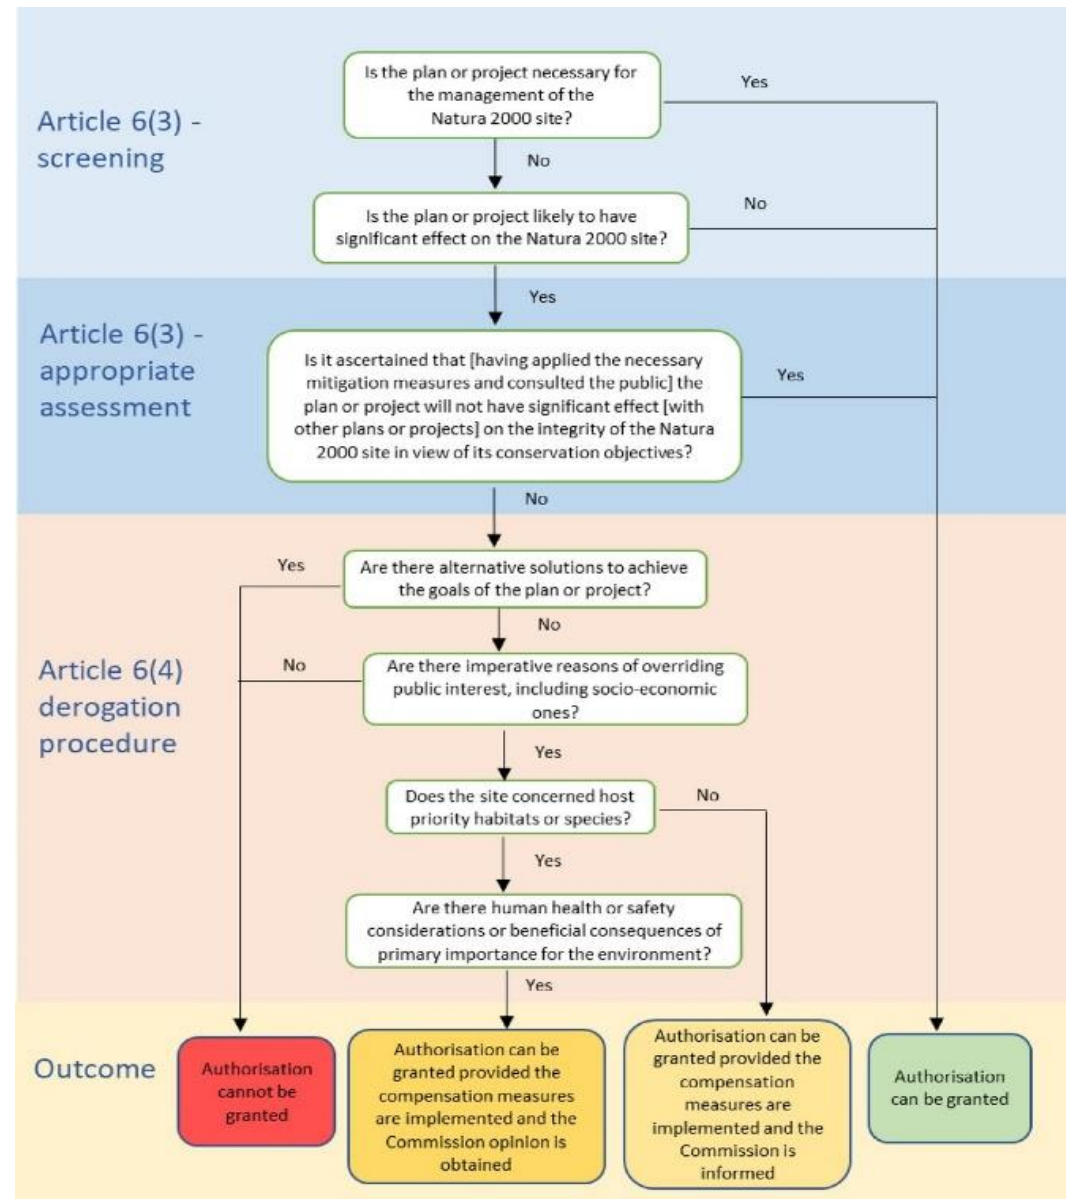 Is the plan or project necessary for
the management of the
Natura 2000 site?
Yes
Article 6(3) -
screening
No
Is the plan or project likely to have
significant effect on the Natura 2000 site?
No
Yes
Article 6(3) -
appropriate
assessment
Is it ascertained that [having applied the necessary
mitigation measures and consulted the public] the
plan or project will not have significant effect [with
other plans or projects] on the integrity of the Natura
2000 site in view of its conservation objectives?
Yes
No
Are there alternative solutions to achieve
the goals of the plan or project?
Yes
No
Article 6(4)
derogation
procedure
Are there imperative reasons of overriding
public interest, including socio-economic
ones?
No
Yes
Does the site concerned host
priority habitats or species?
No
Yes
Are there human health or safety
considerations or beneficial consequences of
primary importance for the environment?
Yes
Outcome
Authorisation
cannot be
granted
Authorisation can be
granted provided the
compensation measures
are implemented and the
Commission opinion is
obtained
Authorisation can be
granted provided the
compensation
measures are
implemented and the
Commission is
informed
Authorisation
can be granted